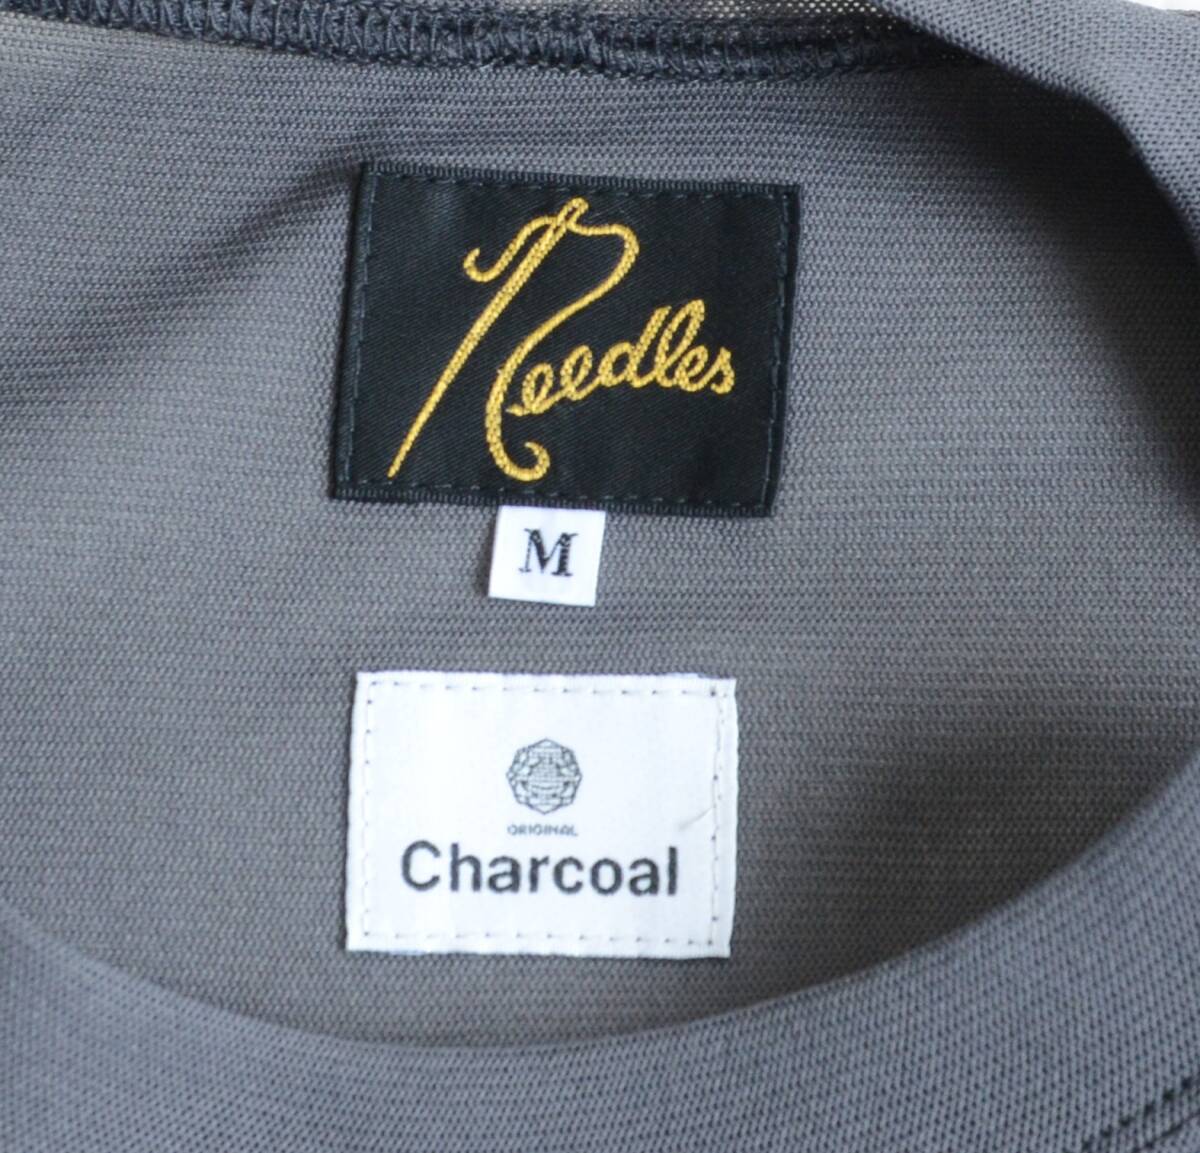 Needles
M
ORIGINAL
Charcoal